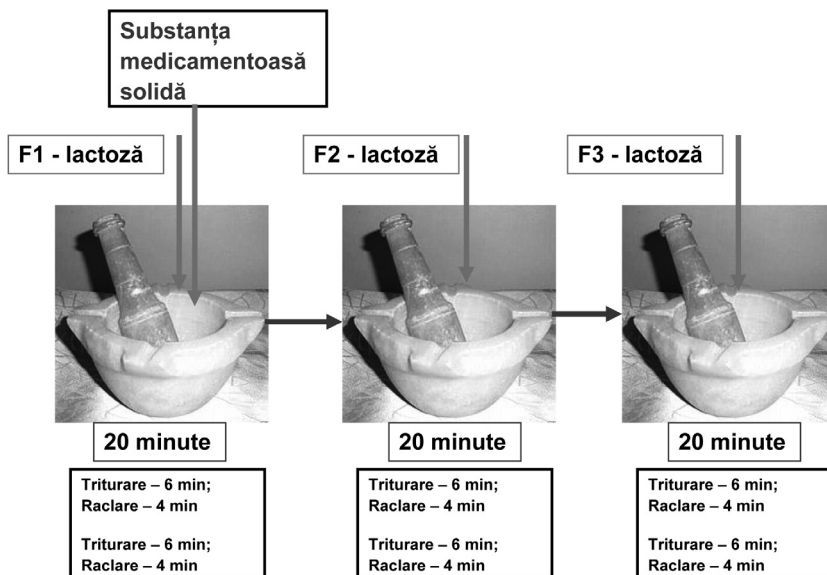 Substanța
medicamentoasă
solidă
F1 - lactoză
F2 - lactoză
F3 - lactoză
20 minute
20 minute
20 minute
Triturare – 6 min;
Raclare – 4 min
Triturare – 6 min;
Raclare – 4 min
Triturare – 6 min;
Raclare – 4 min
Triturare – 6 min;
Raclare – 4 min
Triturare – 6 min;
Raclare – 4 min
Triturare – 6 min;
Raclare – 4 min